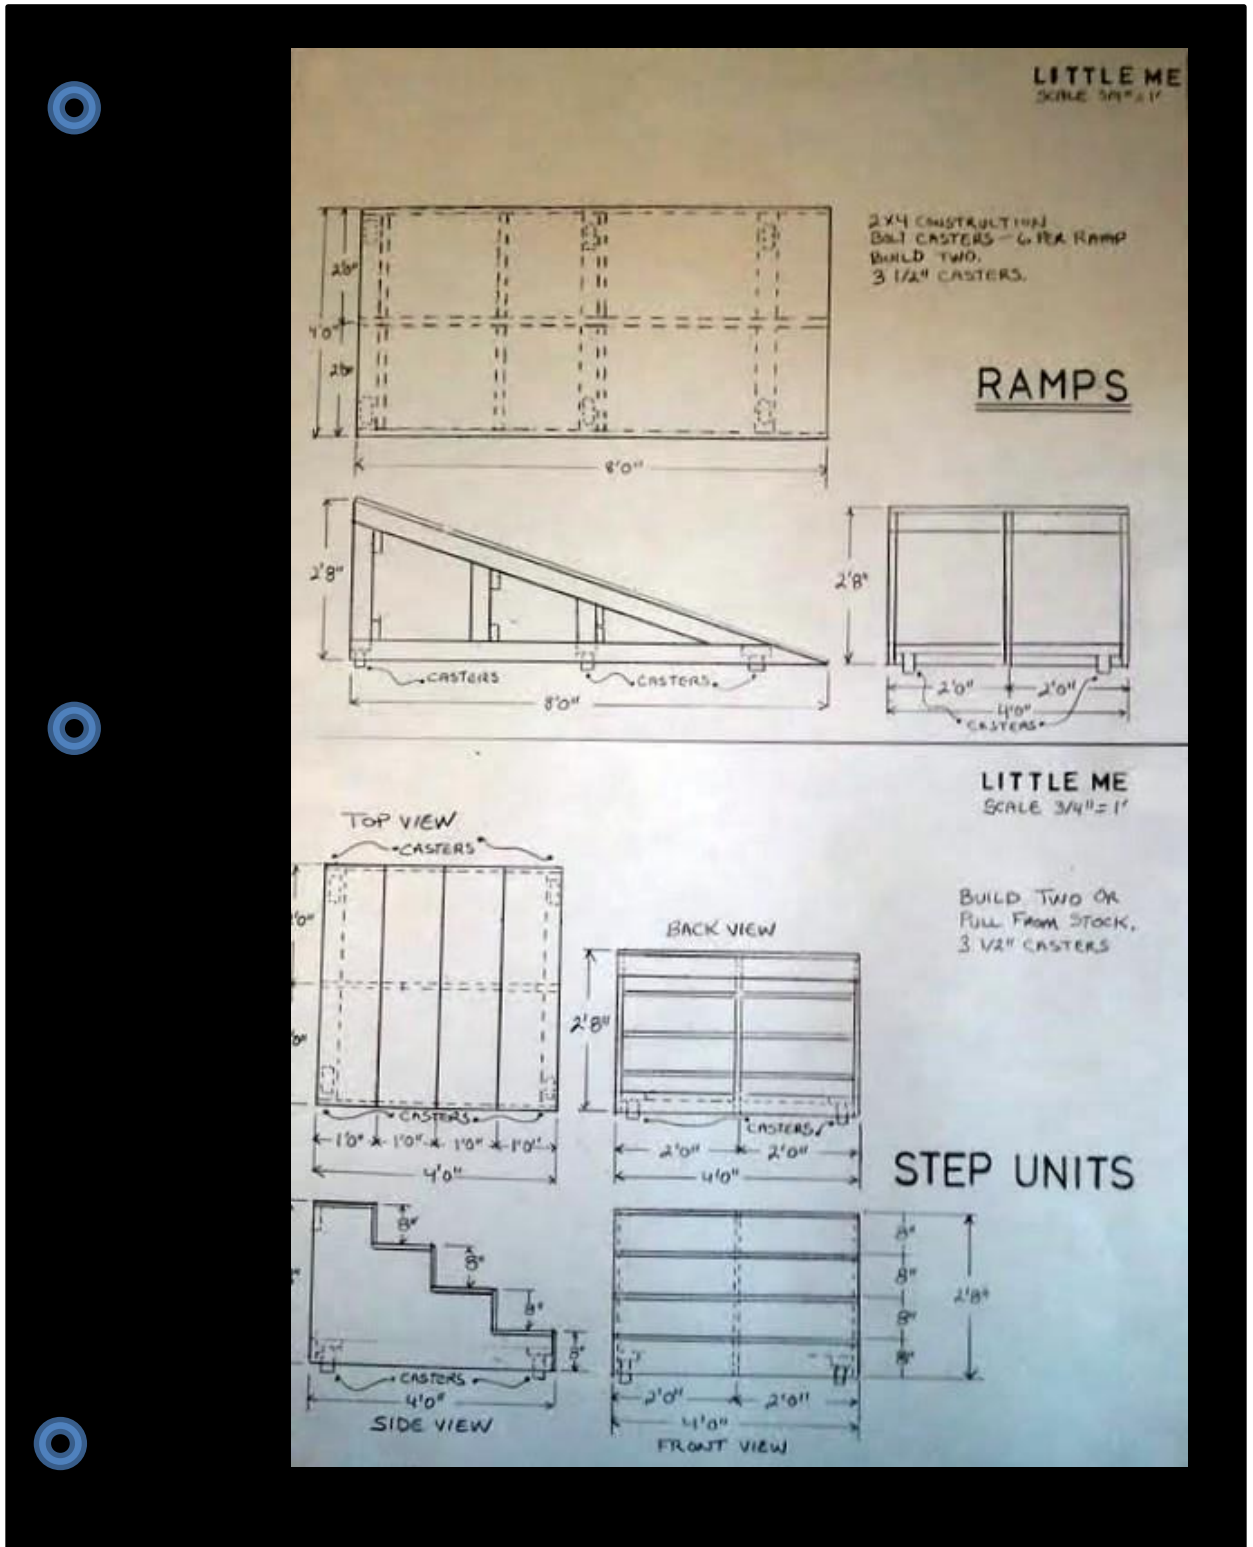 LITTLE ME
SCALE 3/4" = 1'
2X4 CONSTRUCTION
BOLT CASTERS - 6 PER RAMP
BUILD TWO.
3 1/2" CASTERS.
2'0"
4'0"
2'0"
RAMPS
8'0"
2'8"
2'8"
CASTERS
CASTERS
8'0"
2'0" 2'0"
4'0"
CASTERS
LITTLE ME
SCALE 3/4" = 1'
TOP VIEW
CASTERS
BUILD TWO OR
PULL FROM STOCK.
3 1/2" CASTERS
BACK VIEW
2'8"
CASTERS
CASTERS
1'0" 1'0" 1'0" 1'0"
4'0"
2'0" 2'0"
4'0"
STEP UNITS
8"
8"
8"
8"
8"
8"
8"
8"
2'8"
CASTERS
4'0"
SIDE VIEW
2'0" 2'0"
4'0"
FRONT VIEW